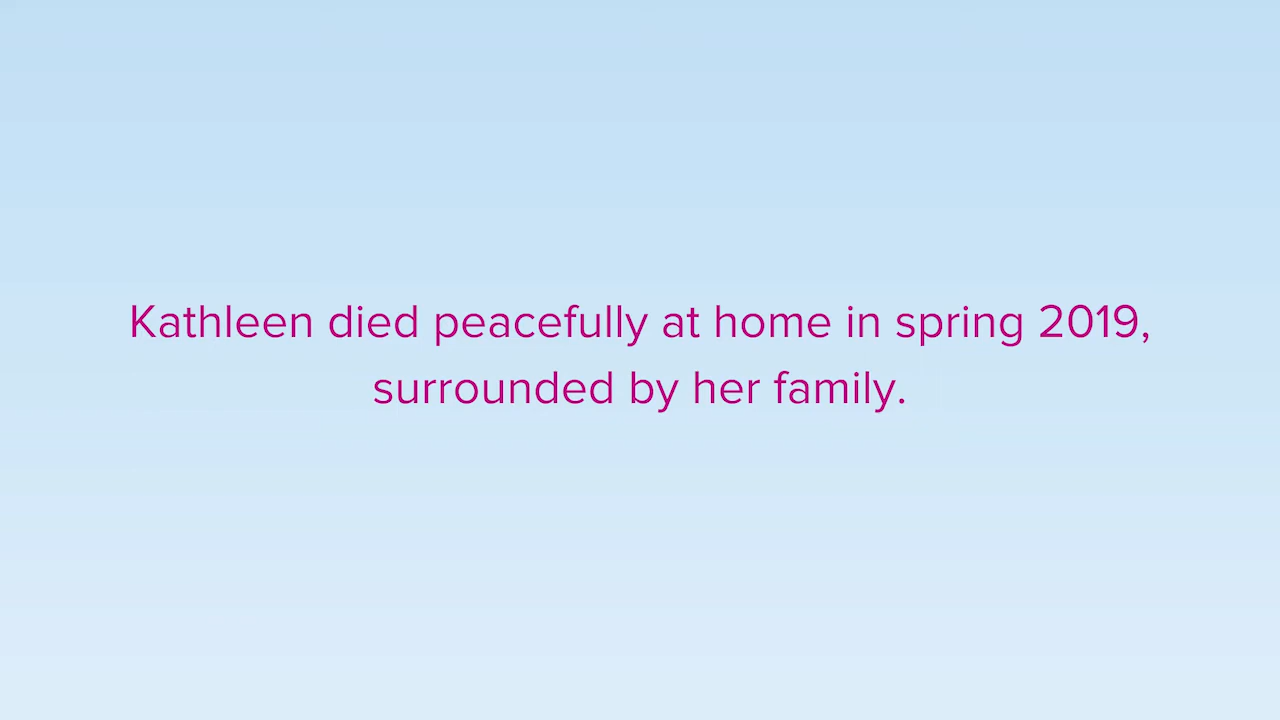 Kathleen died peacefully at home in spring 2019,
surrounded by her family.